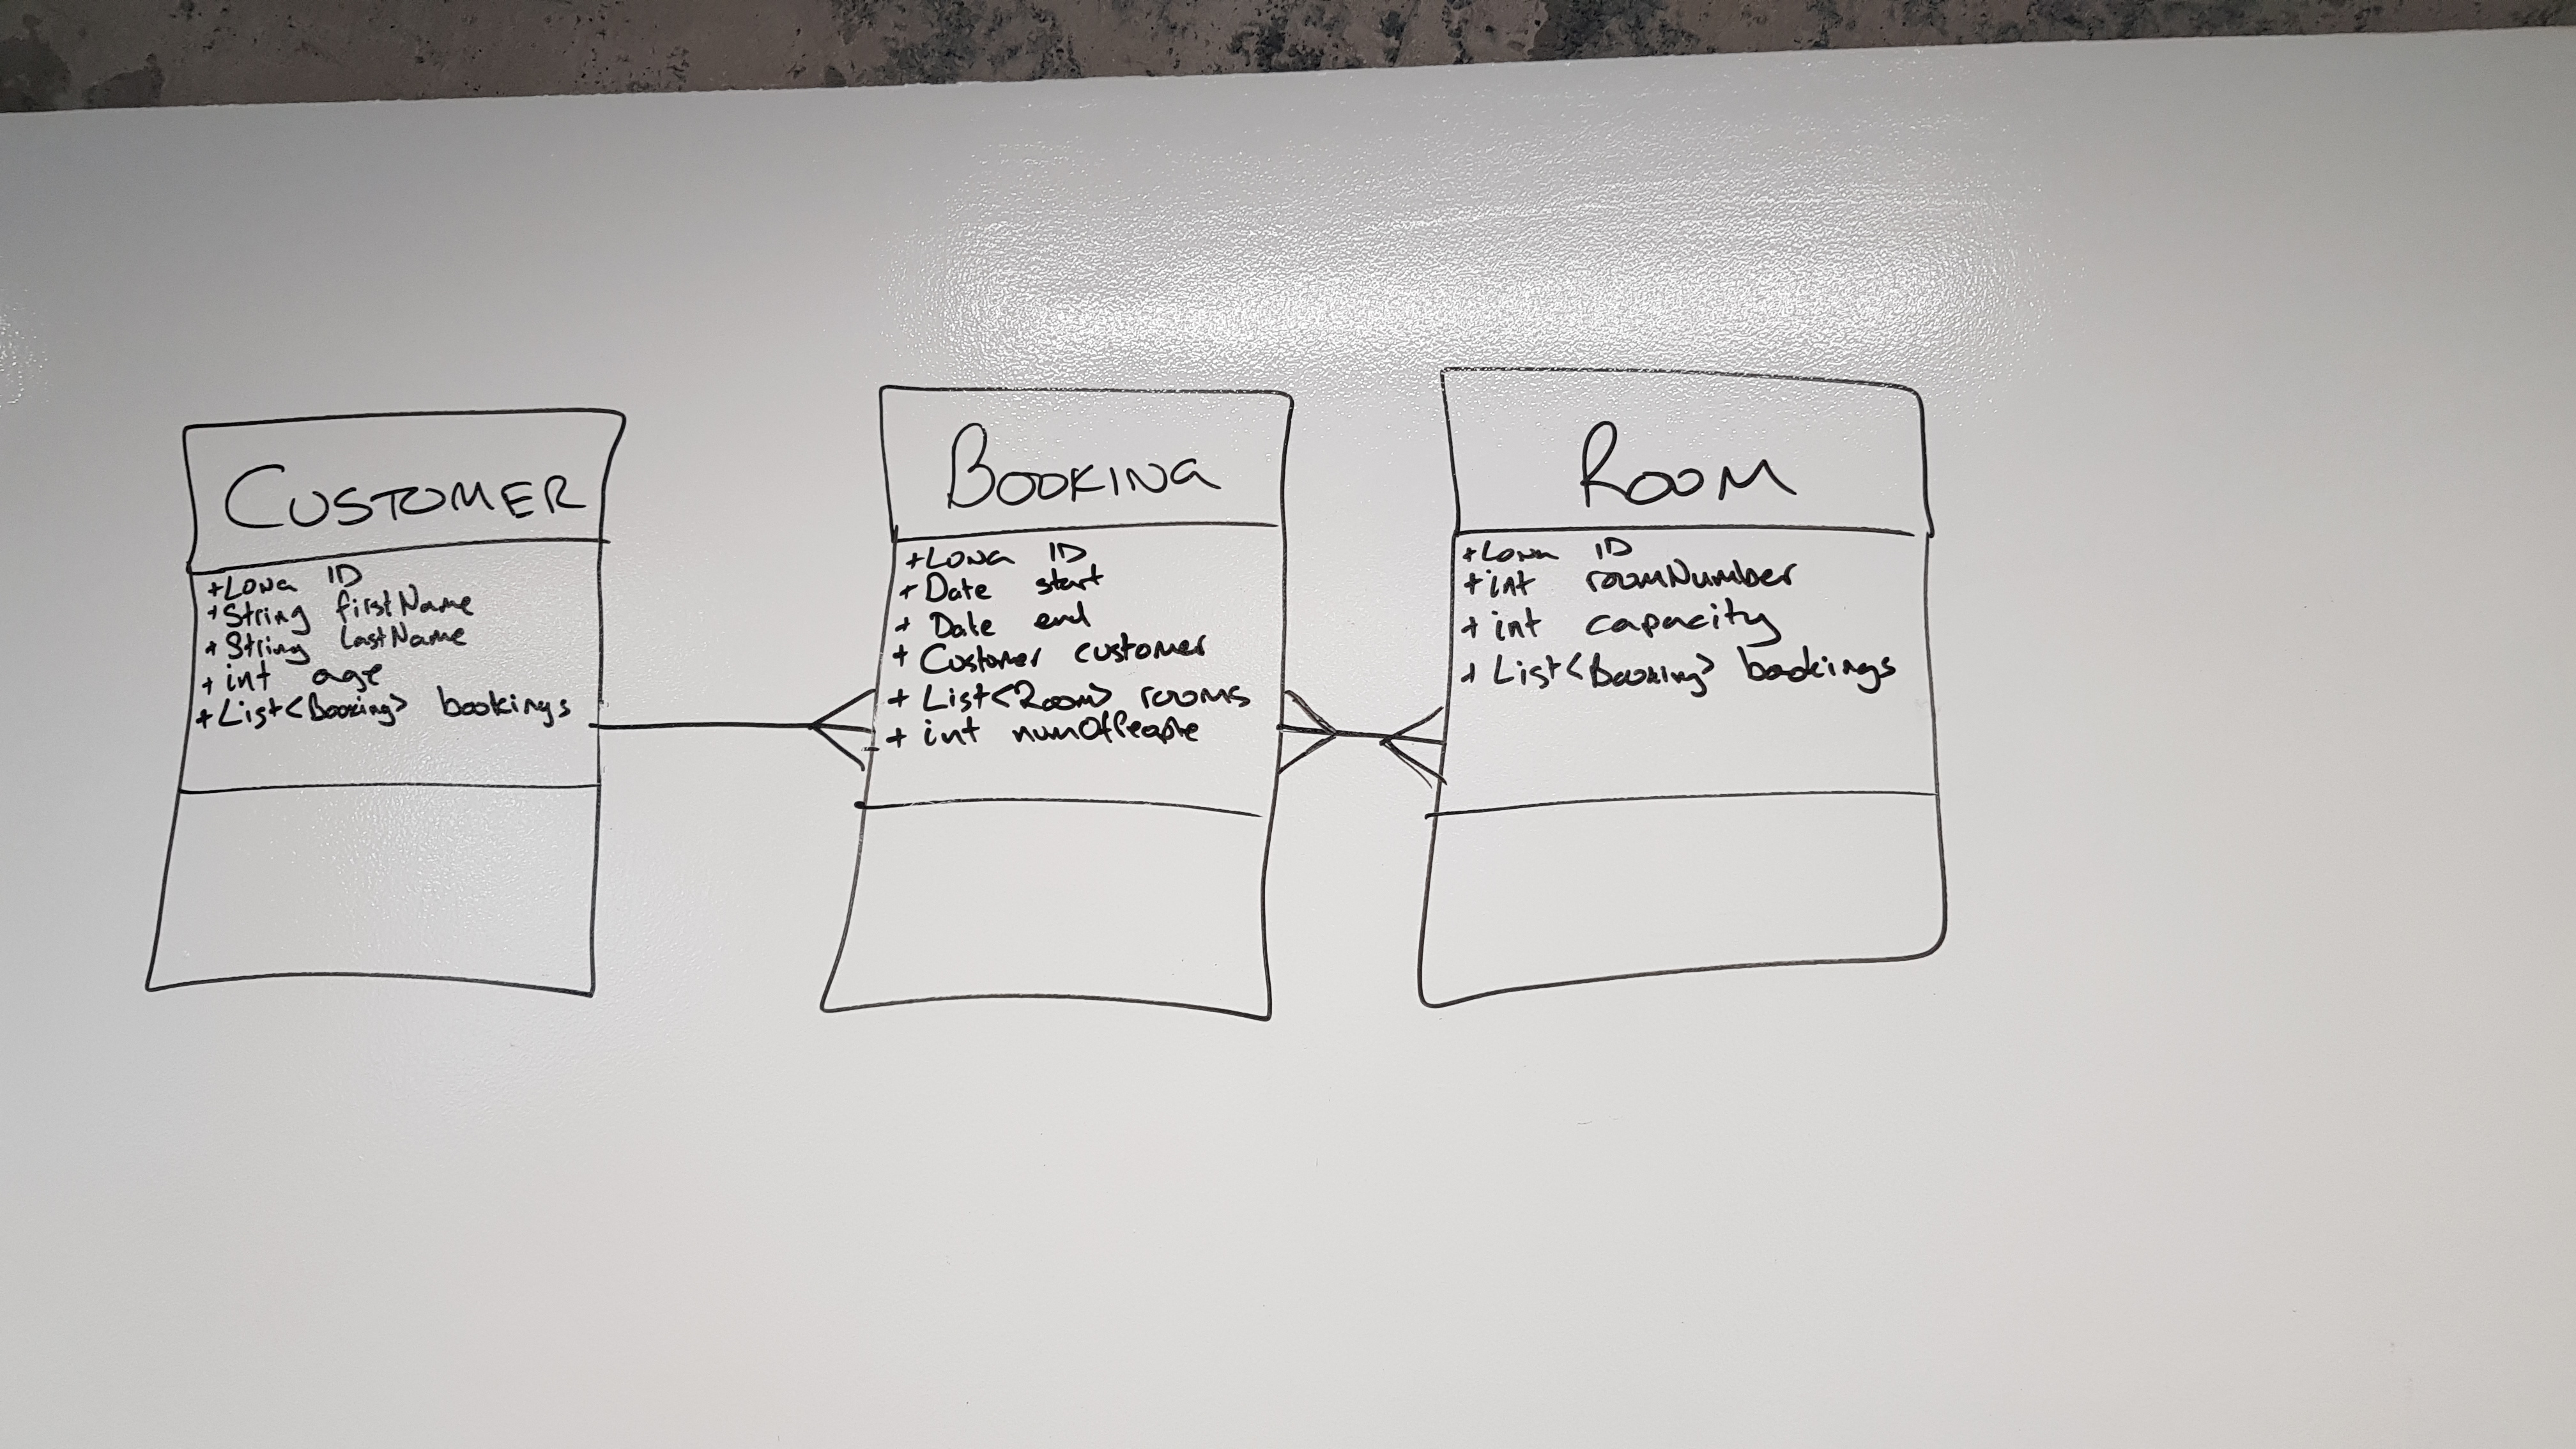 CUSTOMER
+Long ID
+String firstName
+String lastName
+int age
+List<Booking> bookings
BOOKING
+Long ID
+Date start
+ Date end
+ Customer customer
+ List<Room> rooms
+ int numOfPeople
ROOM
+Long ID
+int roomNumber
+ int capacity
+ List<Booking> bookings